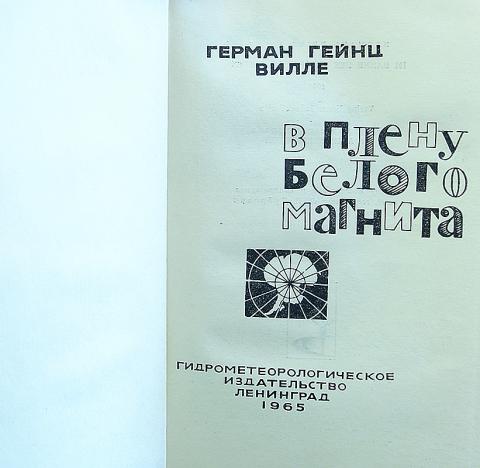 ГЕРМАН ГЕЙНЦ
ВИЛЛЕ
В ПЛЕНУ
БЕЛОГО
МАГНИТА
ГИДРОМЕТЕОРОЛОГИЧЕСКОЕ
ИЗДАТЕЛЬСТВО
ЛЕНИНГРАД
1965